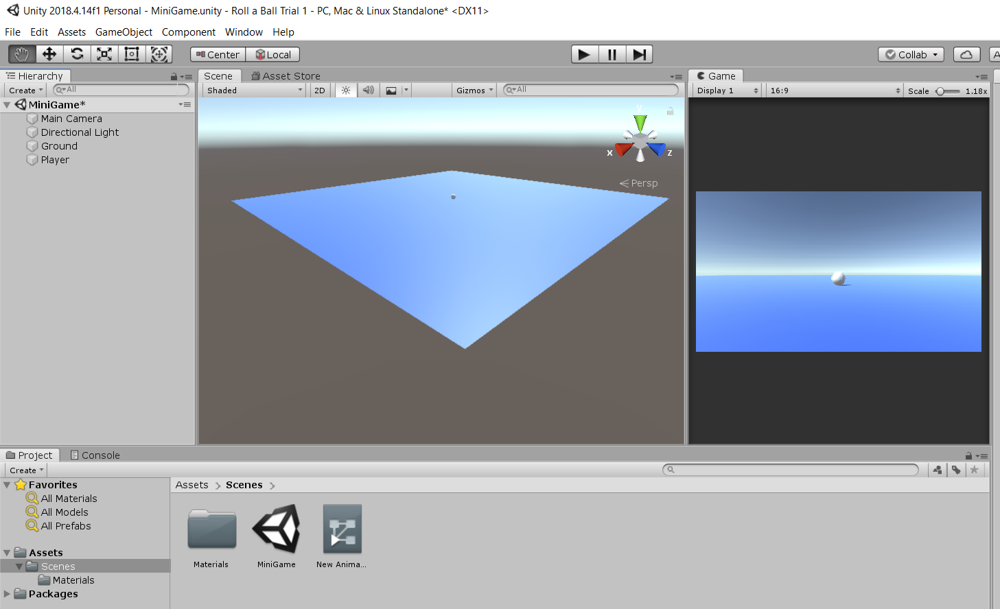 Unity 2018.4.14f1 Personal - MiniGame.unity - Roll a Ball Trial 1 - PC, Mac & Linux Standalone* <DX11>
File Edit Assets GameObject Component Window Help
Center Local Collab A
Hierarchy Scene Asset Store Game
Create All Shaded 2D Gizmos All Display 1 16:9 Scale 1.18x
MiniGame*
Main Camera
Directional Light
Ground
Player
y
x z
Persp
Project Console
Create
Favorites
All Materials
All Models
All Prefabs
Assets
Scenes
Materials
Packages
Assets Scenes
Materials MiniGame New Anima...